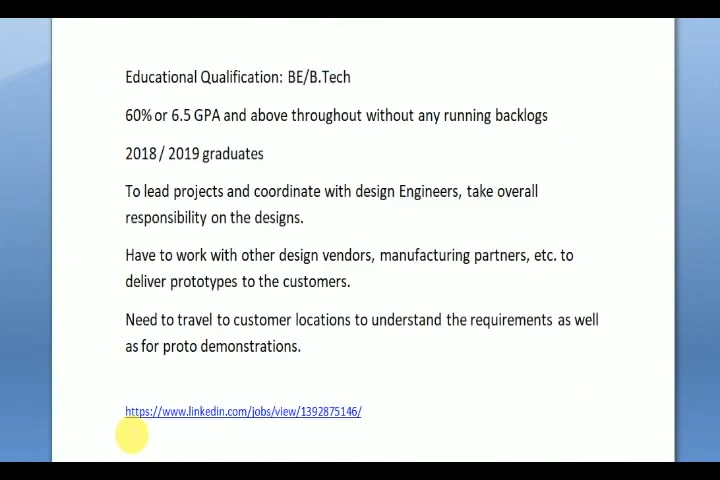 Educational Qualification: BE/B.Tech
60% or 6.5 GPA and above throughout without any running backlogs
2018 / 2019 graduates
To lead projects and coordinate with design Engineers, take overall
responsibility on the designs.
Have to work with other design vendors, manufacturing partners, etc. to
deliver prototypes to the customers.
Need to travel to customer locations to understand the requirements as well
as for proto demonstrations.
https://www.linkedin.com/jobs/view/1392875146/